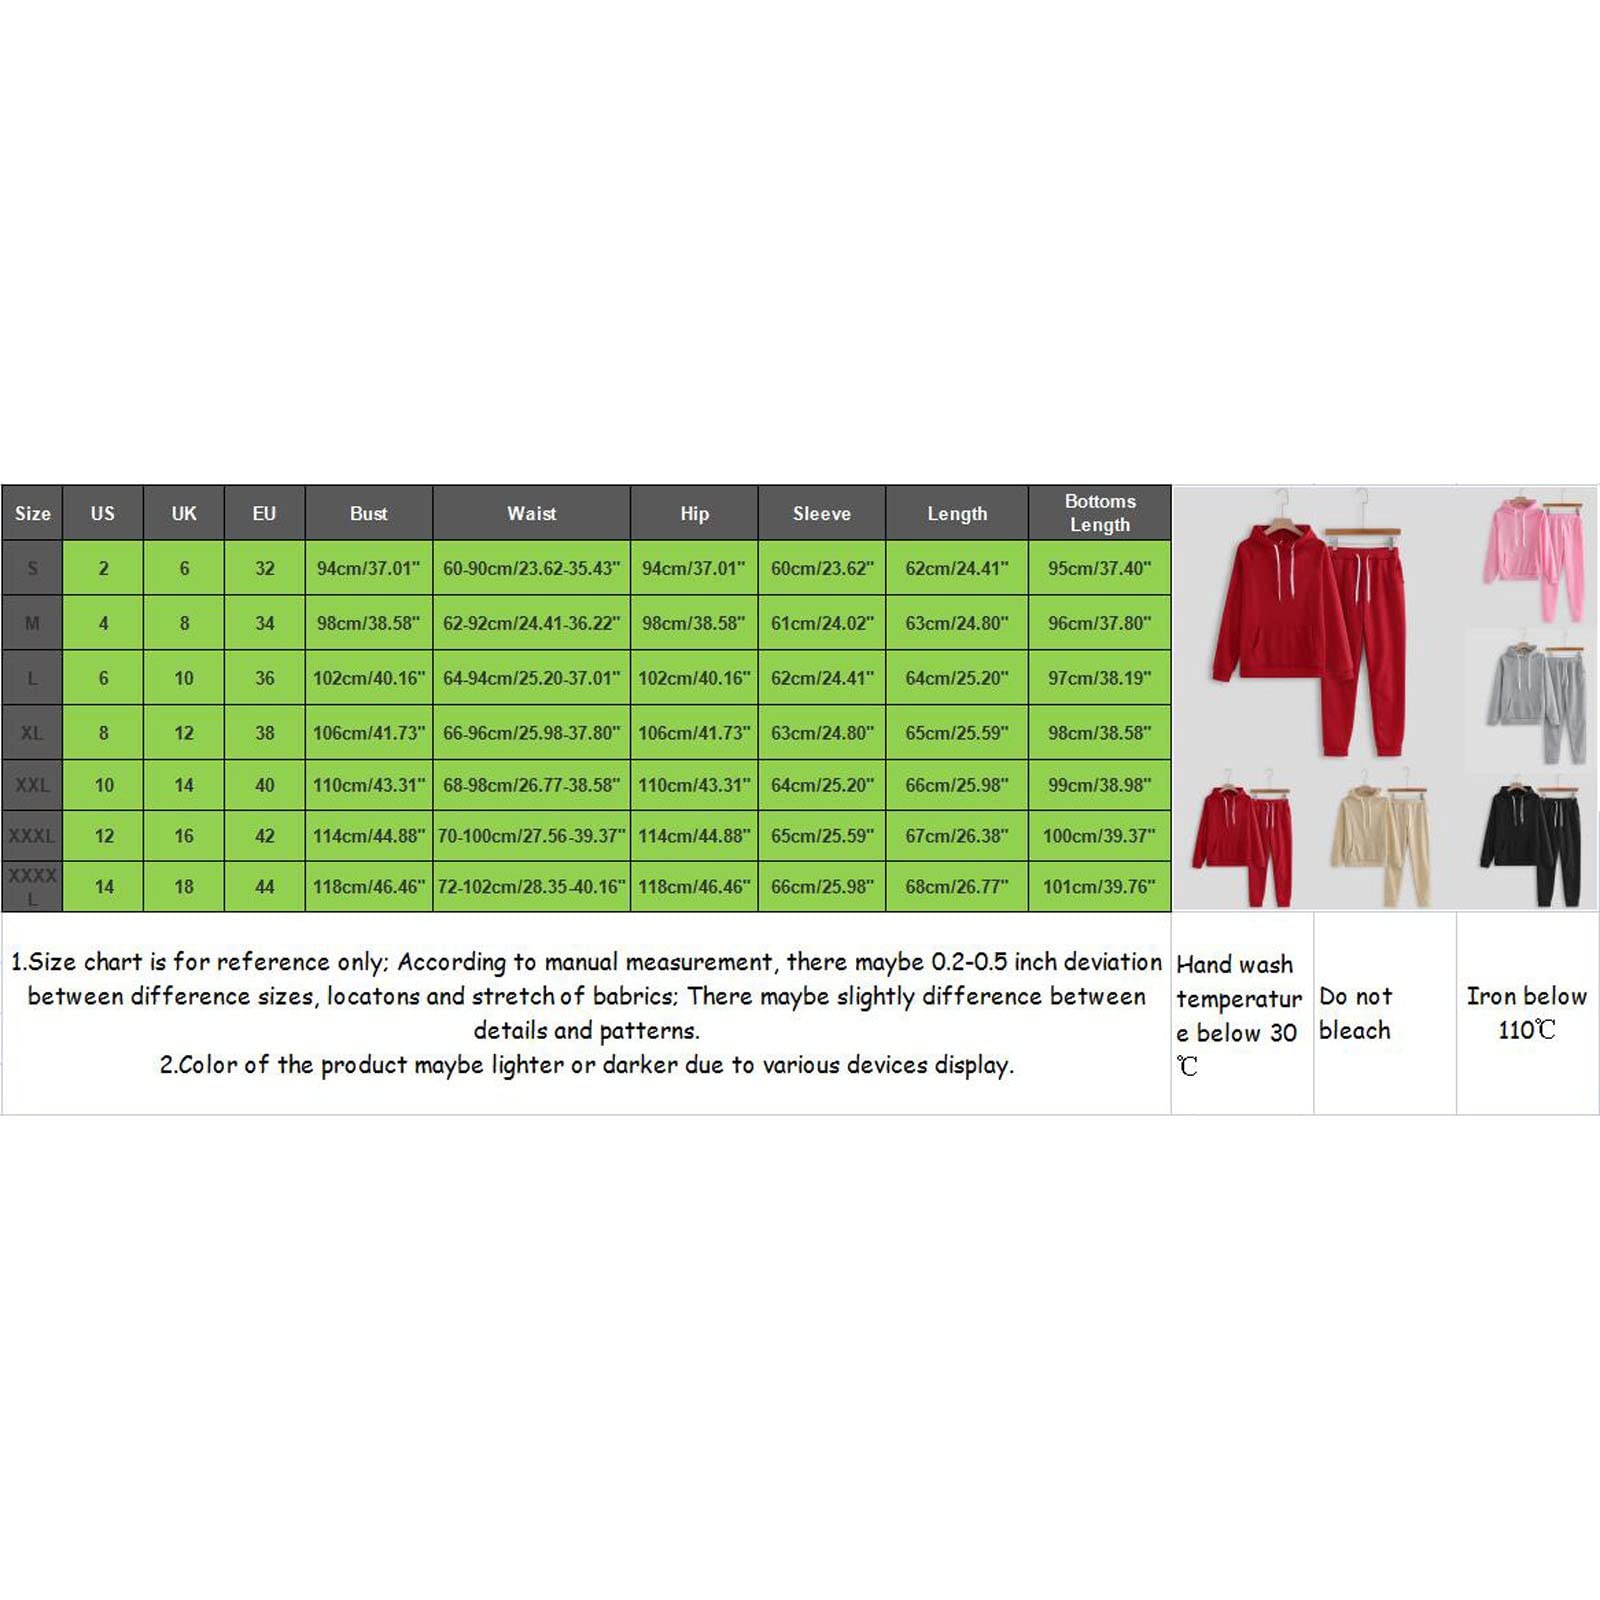 Size US UK EU Bust Waist Hip Sleeve Length Bottoms Length
S 2 6 32 94cm/37.01" 60-90cm/23.62-35.43" 94cm/37.01" 60cm/23.62" 62cm/24.41" 95cm/37.40"
M 4 8 34 98cm/38.58" 62-92cm/24.41-36.22" 98cm/38.58" 61cm/24.02" 63cm/24.80" 96cm/37.80"
L 6 10 36 102cm/40.16" 64-94cm/25.20-37.01" 102cm/40.16" 62cm/24.41" 64cm/25.20" 97cm/38.19"
XL 8 12 38 106cm/41.73" 66-96cm/25.98-37.80" 106cm/41.73" 63cm/24.80" 65cm/25.59" 98cm/38.58"
XXL 10 14 40 110cm/43.31" 68-98cm/26.77-38.58" 110cm/43.31" 64cm/25.20" 66cm/25.98" 99cm/38.98"
XXXL 12 16 42 114cm/44.88" 70-100cm/27.56-39.37" 114cm/44.88" 65cm/25.59" 67cm/26.38" 100cm/39.37"
XXXXL 14 18 44 118cm/46.46" 72-102cm/28.35-40.16" 118cm/46.46" 66cm/25.98" 68cm/26.77" 101cm/39.76"
1.Size chart is for reference only; According to manual measurement, there maybe 0.2-0.5 inch deviation
between difference sizes, locatons and stretch of babrics; There maybe slightly difference between
details and patterns.
2.Color of the product maybe lighter or darker due to various devices display.
Hand wash
temperatur
e below 30
℃
Do not
bleach
Iron below
110℃